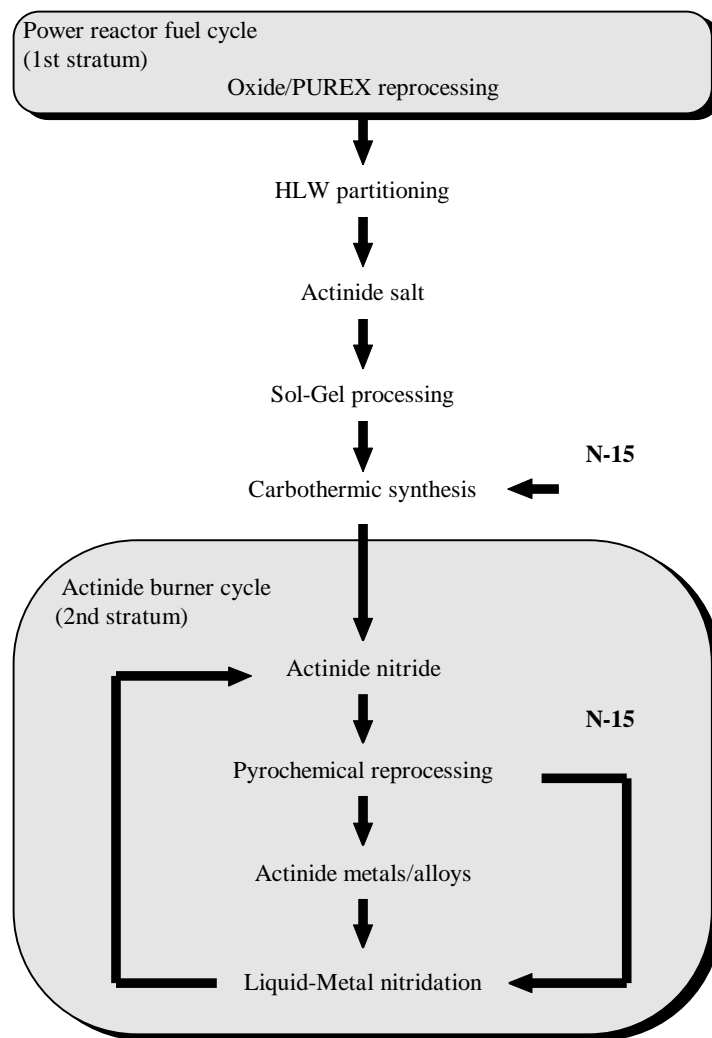 Power reactor fuel cycle
(1st stratum)
Oxide/PUREX reprocessing
HLW partitioning
Actinide salt
Sol-Gel processing
N-15
Carbothermic synthesis
Actinide burner cycle
(2nd stratum)
Actinide nitride
N-15
Pyrochemical reprocessing
Actinide metals/alloys
Liquid-Metal nitridation